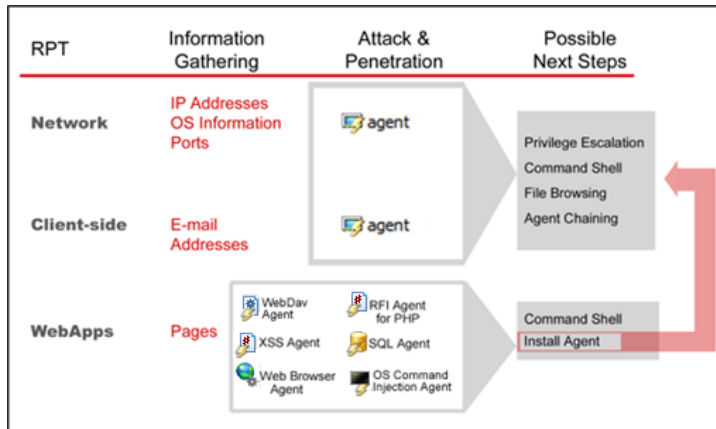 RPT
Information
Gathering
Attack &
Penetration
Possible
Next Steps
Network
IP Addresses
OS Information
Ports
agent
Privilege Escalation
Command Shell
File Browsing
Agent Chaining
Client-side
E-mail
Addresses
agent
WebApps
Pages
WebDav
Agent
RFI Agent
for PHP
XSS Agent
SQL Agent
Web Browser
Agent
OS Command
Injection Agent
Command Shell
Install Agent